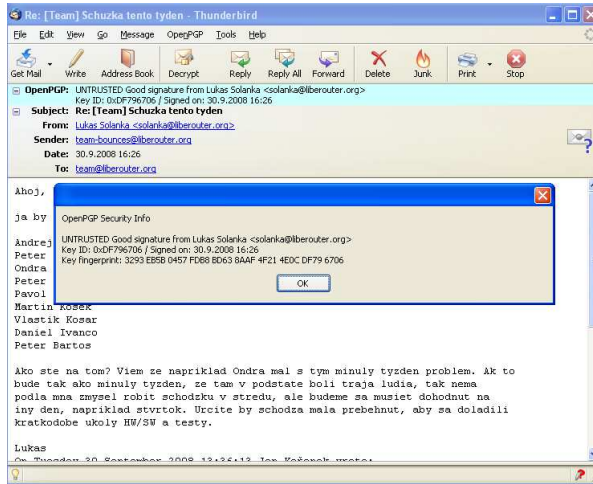 Re: [Team] Schuzka tento tyden - Thunderbird
File Edit View Go Message OpenPGP Tools Help
Get Mail Write Address Book Decrypt Reply Reply All Forward Delete Junk Print Stop
OpenPGP: UNTRUSTED Good signature from Lukas Solanka <solanka@liberouter.org>
Key ID: 0xDF796706 / Signed on: 30.9.2008 16:26
Subject: Re: [Team] Schuzka tento tyden
From: Lukas Solanka <solanka@liberouter.org>
Sender: team-bounces@liberouter.org
Date: 30.9.2008 16:26
To: team@liberouter.org
Ahoj,
ja by
OpenPGP Security Info
UNTRUSTED Good signature from Lukas Solanka <solanka@liberouter.org>
Key ID: 0xDF796706 / Signed on: 30.9.2008 16:26
Key fingerprint: 3293 EB5B 0457 FDB8 BD63 8AAF 4F21 4E0C DF79 6706
OK
Andrej
Peter
Ondra
Peter
Pavol
Martin Kosek
Vlastik Kosar
Daniel Ivanco
Peter Bartos
Ako ste na tom? Viem ze napriklad Ondra mal s tym minuly tyzden problem. Ak to
bude tak ako minuly tyzden, ze tam v podstate boli traja ludia, tak nema
podla mna zmysel robit schodzku v stredu, ale budeme sa musiet dohodnut na
iny den, napriklad stvrtok. Urcite by schodza mala prebehnut, aby sa doladili
kratkodobe ukoly HW/SW a testy.
Lukas
On Tuesday 30 September 2008 13:36:13 Jan Kořenek wrote: